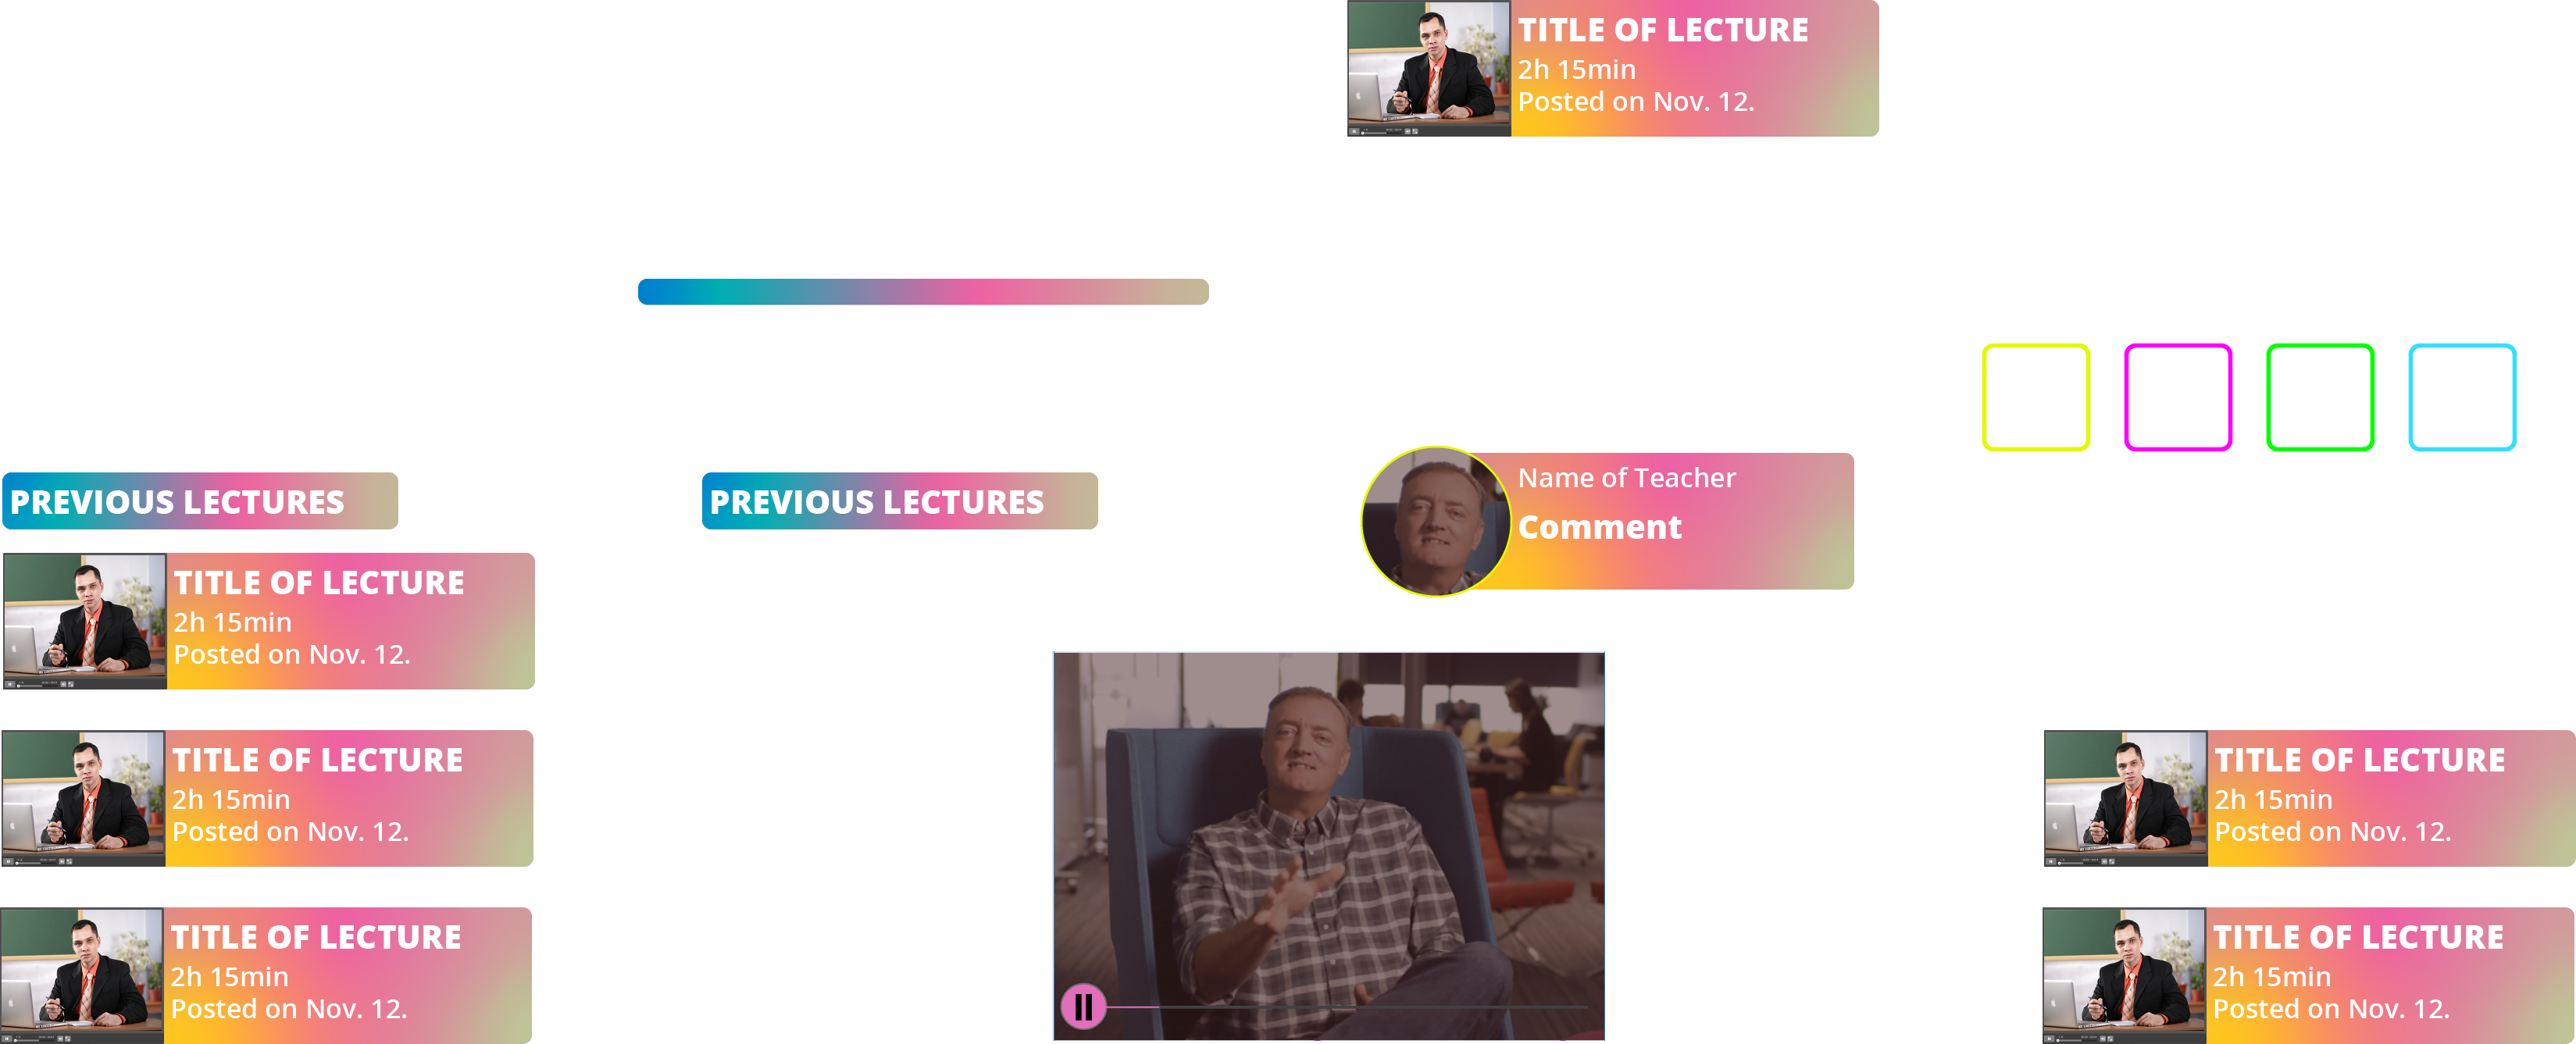 TITLE OF LECTURE
2h 15min
Posted on Nov. 12.
PREVIOUS LECTURES
PREVIOUS LECTURES
Name of Teacher
Comment
TITLE OF LECTURE
2h 15min
Posted on Nov. 12.
TITLE OF LECTURE
2h 15min
Posted on Nov. 12.
TITLE OF LECTURE
2h 15min
Posted on Nov. 12.
TITLE OF LECTURE
2h 15min
Posted on Nov. 12.
TITLE OF LECTURE
2h 15min
Posted on Nov. 12.